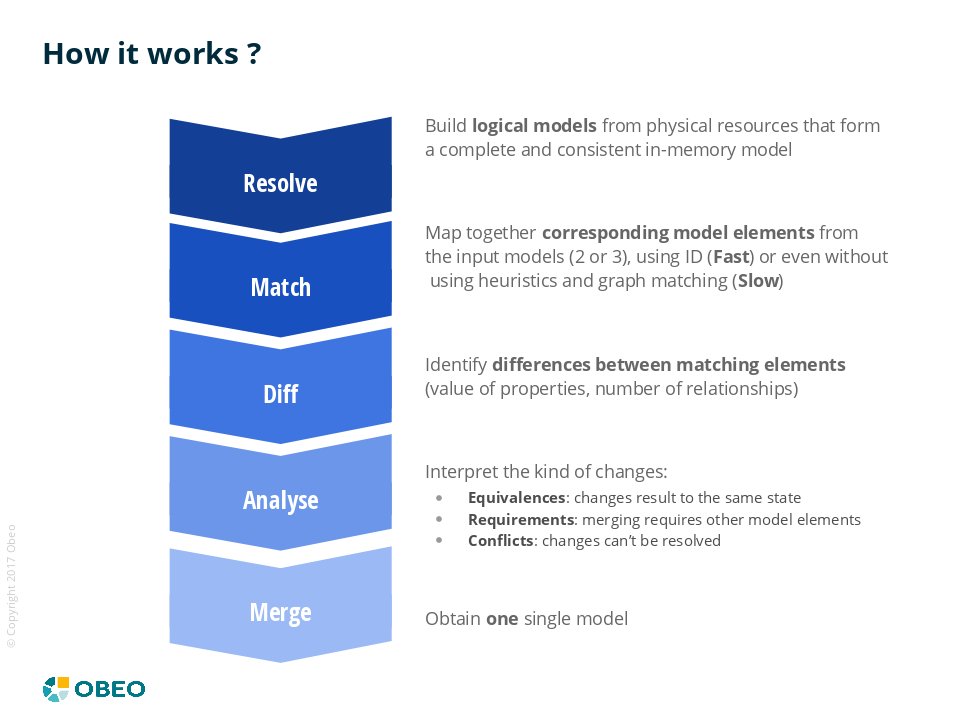 How it works ?
Resolve
Build logical models from physical resources that form
a complete and consistent in-memory model
Match
Map together corresponding model elements from
the input models (2 or 3), using ID (Fast) or even without
using heuristics and graph matching (Slow)
Diff
Identify differences between matching elements
(value of properties, number of relationships)
Analyse
Interpret the kind of changes:
• Equivalences: changes result to the same state
• Requirements: merging requires other model elements
• Conflicts: changes can’t be resolved
Merge
Obtain one single model
© Copyright 2017 Obeo
OBEO